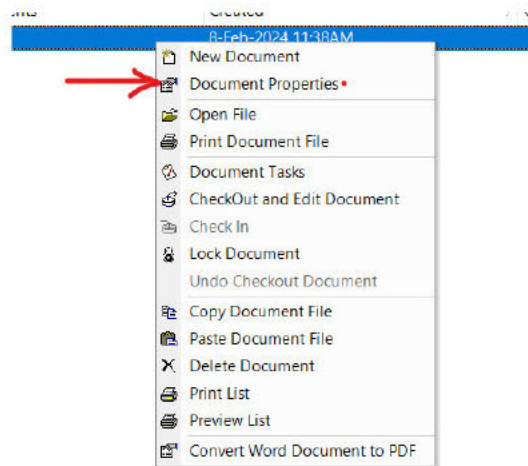 Created
8-Feb-2024 11:38AM
New Document
Document Properties
Open File
Print Document File
Document Tasks
CheckOut and Edit Document
Check In
Lock Document
Undo Checkout Document
Copy Document File
Paste Document File
Delete Document
Print List
Preview List
Convert Word Document to PDF